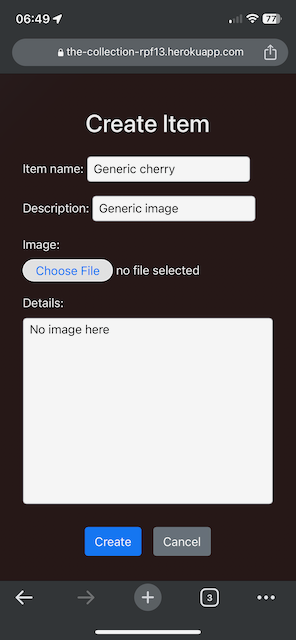 06:49
77
the-collection-rpf13.herokuapp.com
Create Item
Item name: Generic cherry
Description: Generic image
Image:
Choose File no file selected
Details:
No image here
Create Cancel
3